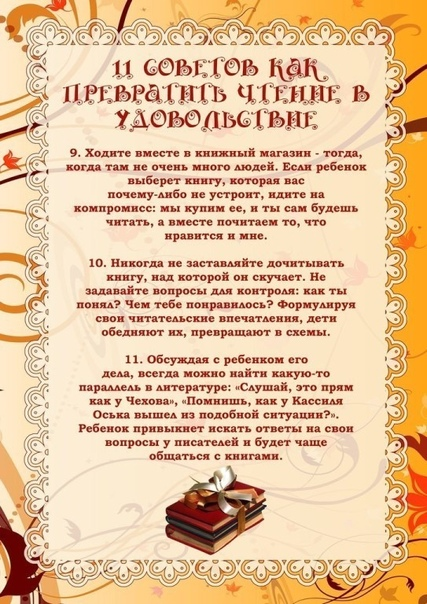 11 СОВЕТОВ КАК
ПРЕВРАТИТЬ ЧТЕНИЕ В
УДОВОЛЬСТВИЕ
9. Ходите вместе в книжный магазин - тогда,
когда там не очень много людей. Если ребенок
выберет книгу, которая вас
почему-либо не устроит, идите на
компромисс: мы купим ее, и ты сам будешь
читать, а вместе почитаем то, что
нравится и мне.
10. Никогда не заставляйте дочитывать
книгу, над которой он скучает. Не
задавайте вопросы для контроля: как ты
понял? Чем тебе понравилось? Формулируя
свои читательские впечатления, дети
обедняют их, превращают в схемы.
11. Обсуждая с ребенком его
дела, всегда можно найти какую-то
параллель в литературе: «Слушай, это прям
как у Чехова», «Помнишь, как у Кассиля
Оська вышел из подобной ситуации?».
Ребенок привыкнет искать ответы на свои
вопросы у писателей и будет чаще
общаться с книгами.